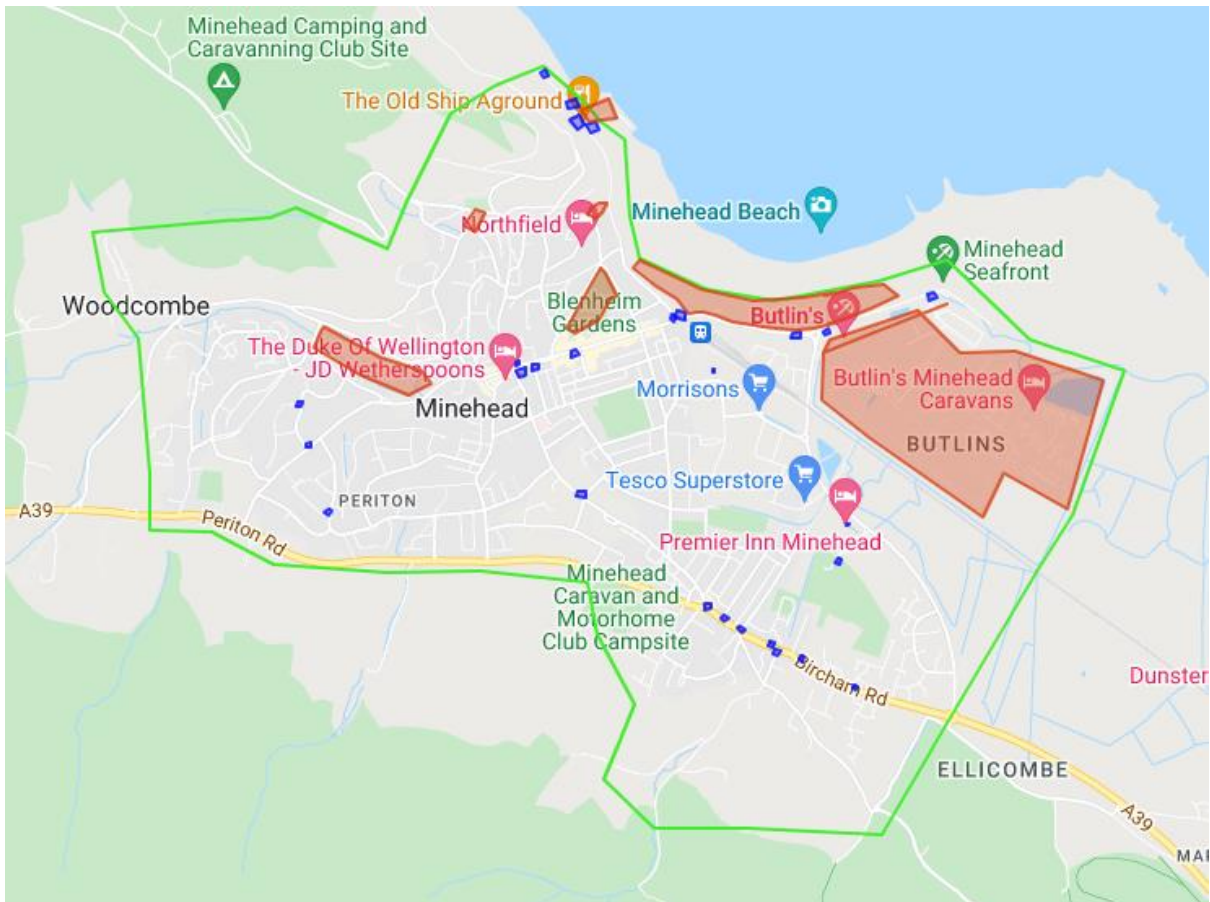 Minehead Camping and
Caravanning Club Site
The Old Ship Aground
Northfield
Minehead Beach
Minehead
Seafront
Woodcombe
Blenheim
Gardens
Butlin's
The Duke Of Wellington
- JD Wetherspoons
Minehead
Morrisons
Butlin's Minehead
Caravans
BUTLINS
Tesco Superstore
PERITON
A39
Periton Rd
Premier Inn Minehead
Minehead
Caravan and
Motorhome
Club Campsite
Bircham Rd
Dunster
ELLICOMBE
A39
MAR